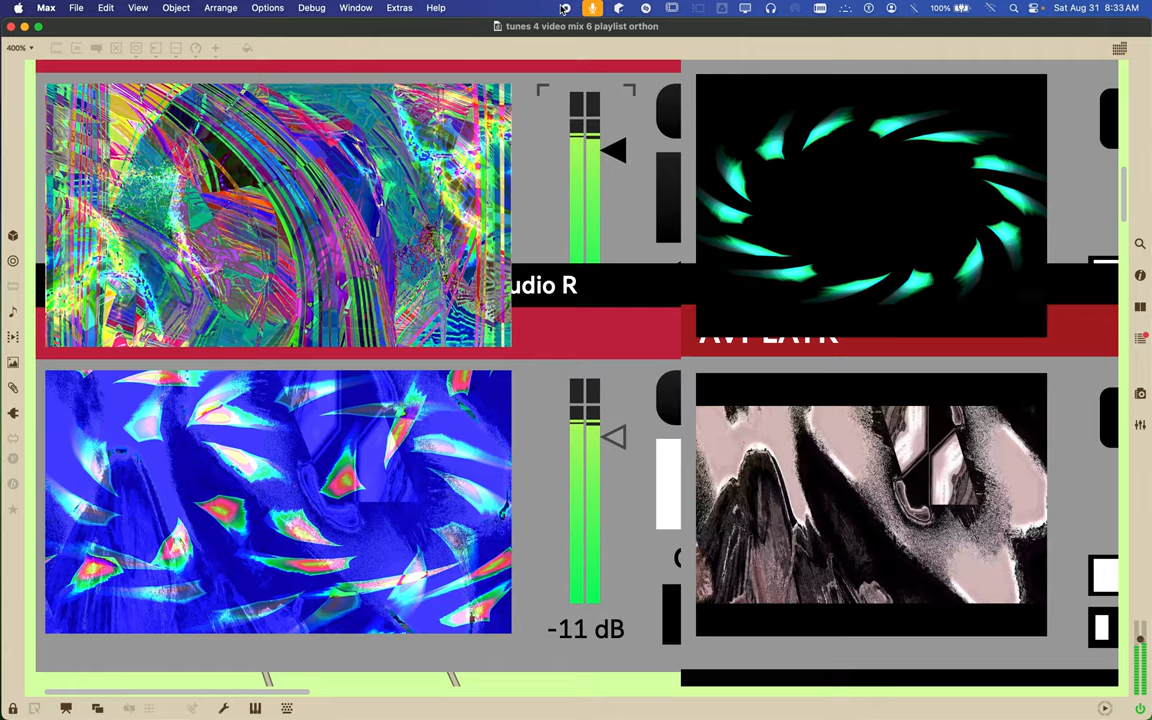 Max File Edit View Object Arrange Options Debug Window Extras Help 100% Sat Aug 31 8:33 AM
tunes 4 video mix 6 playlist orthon
400%
udio R
-11 dB